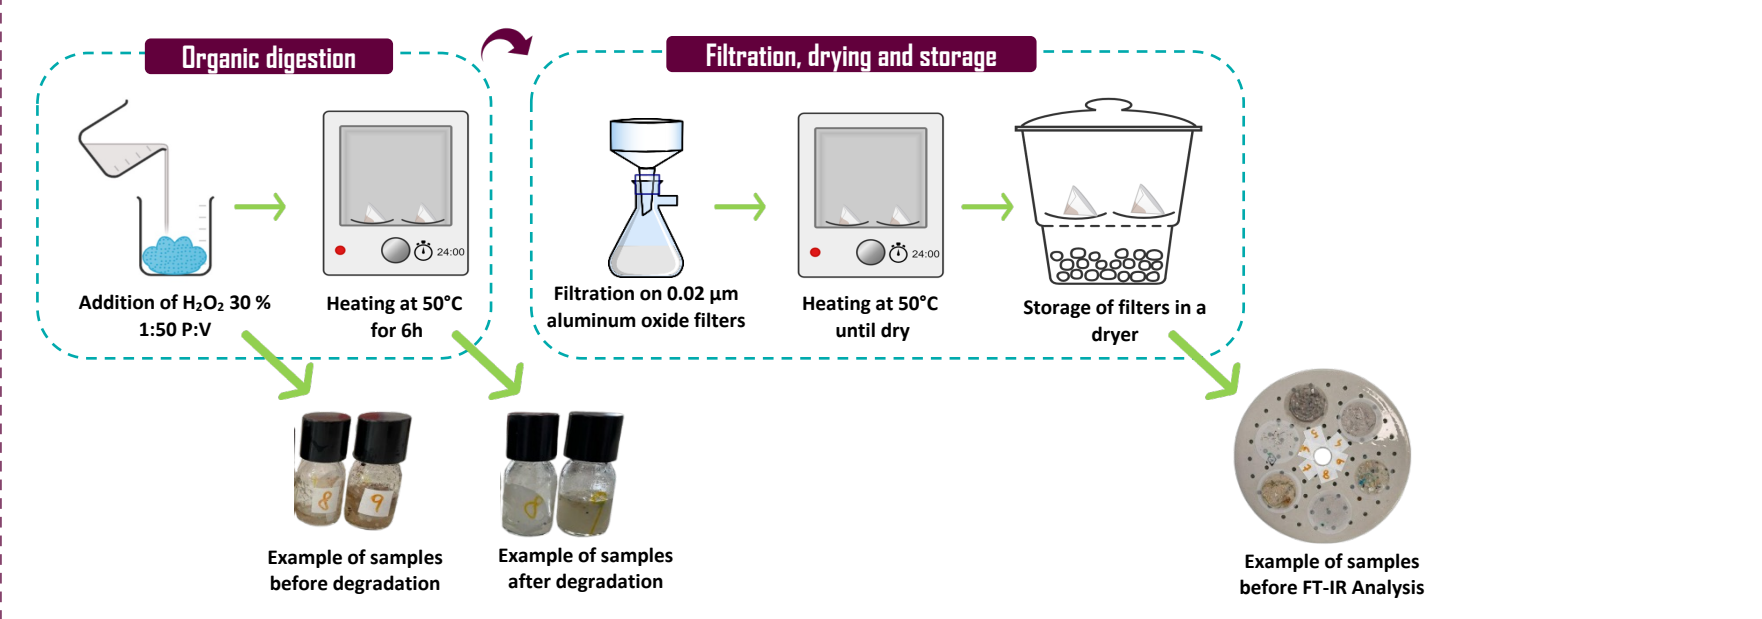 Organic digestion
Filtration, drying and storage
24:00
24:00
Addition of H₂O₂ 30 %
1:50 P:V
Heating at 50°C
for 6h
Filtration on 0.02 µm
aluminum oxide filters
Heating at 50°C
until dry
Storage of filters in a
dryer
8
9
8
Example of samples
before degradation
Example of samples
after degradation
Example of samples
before FT-IR Analysis